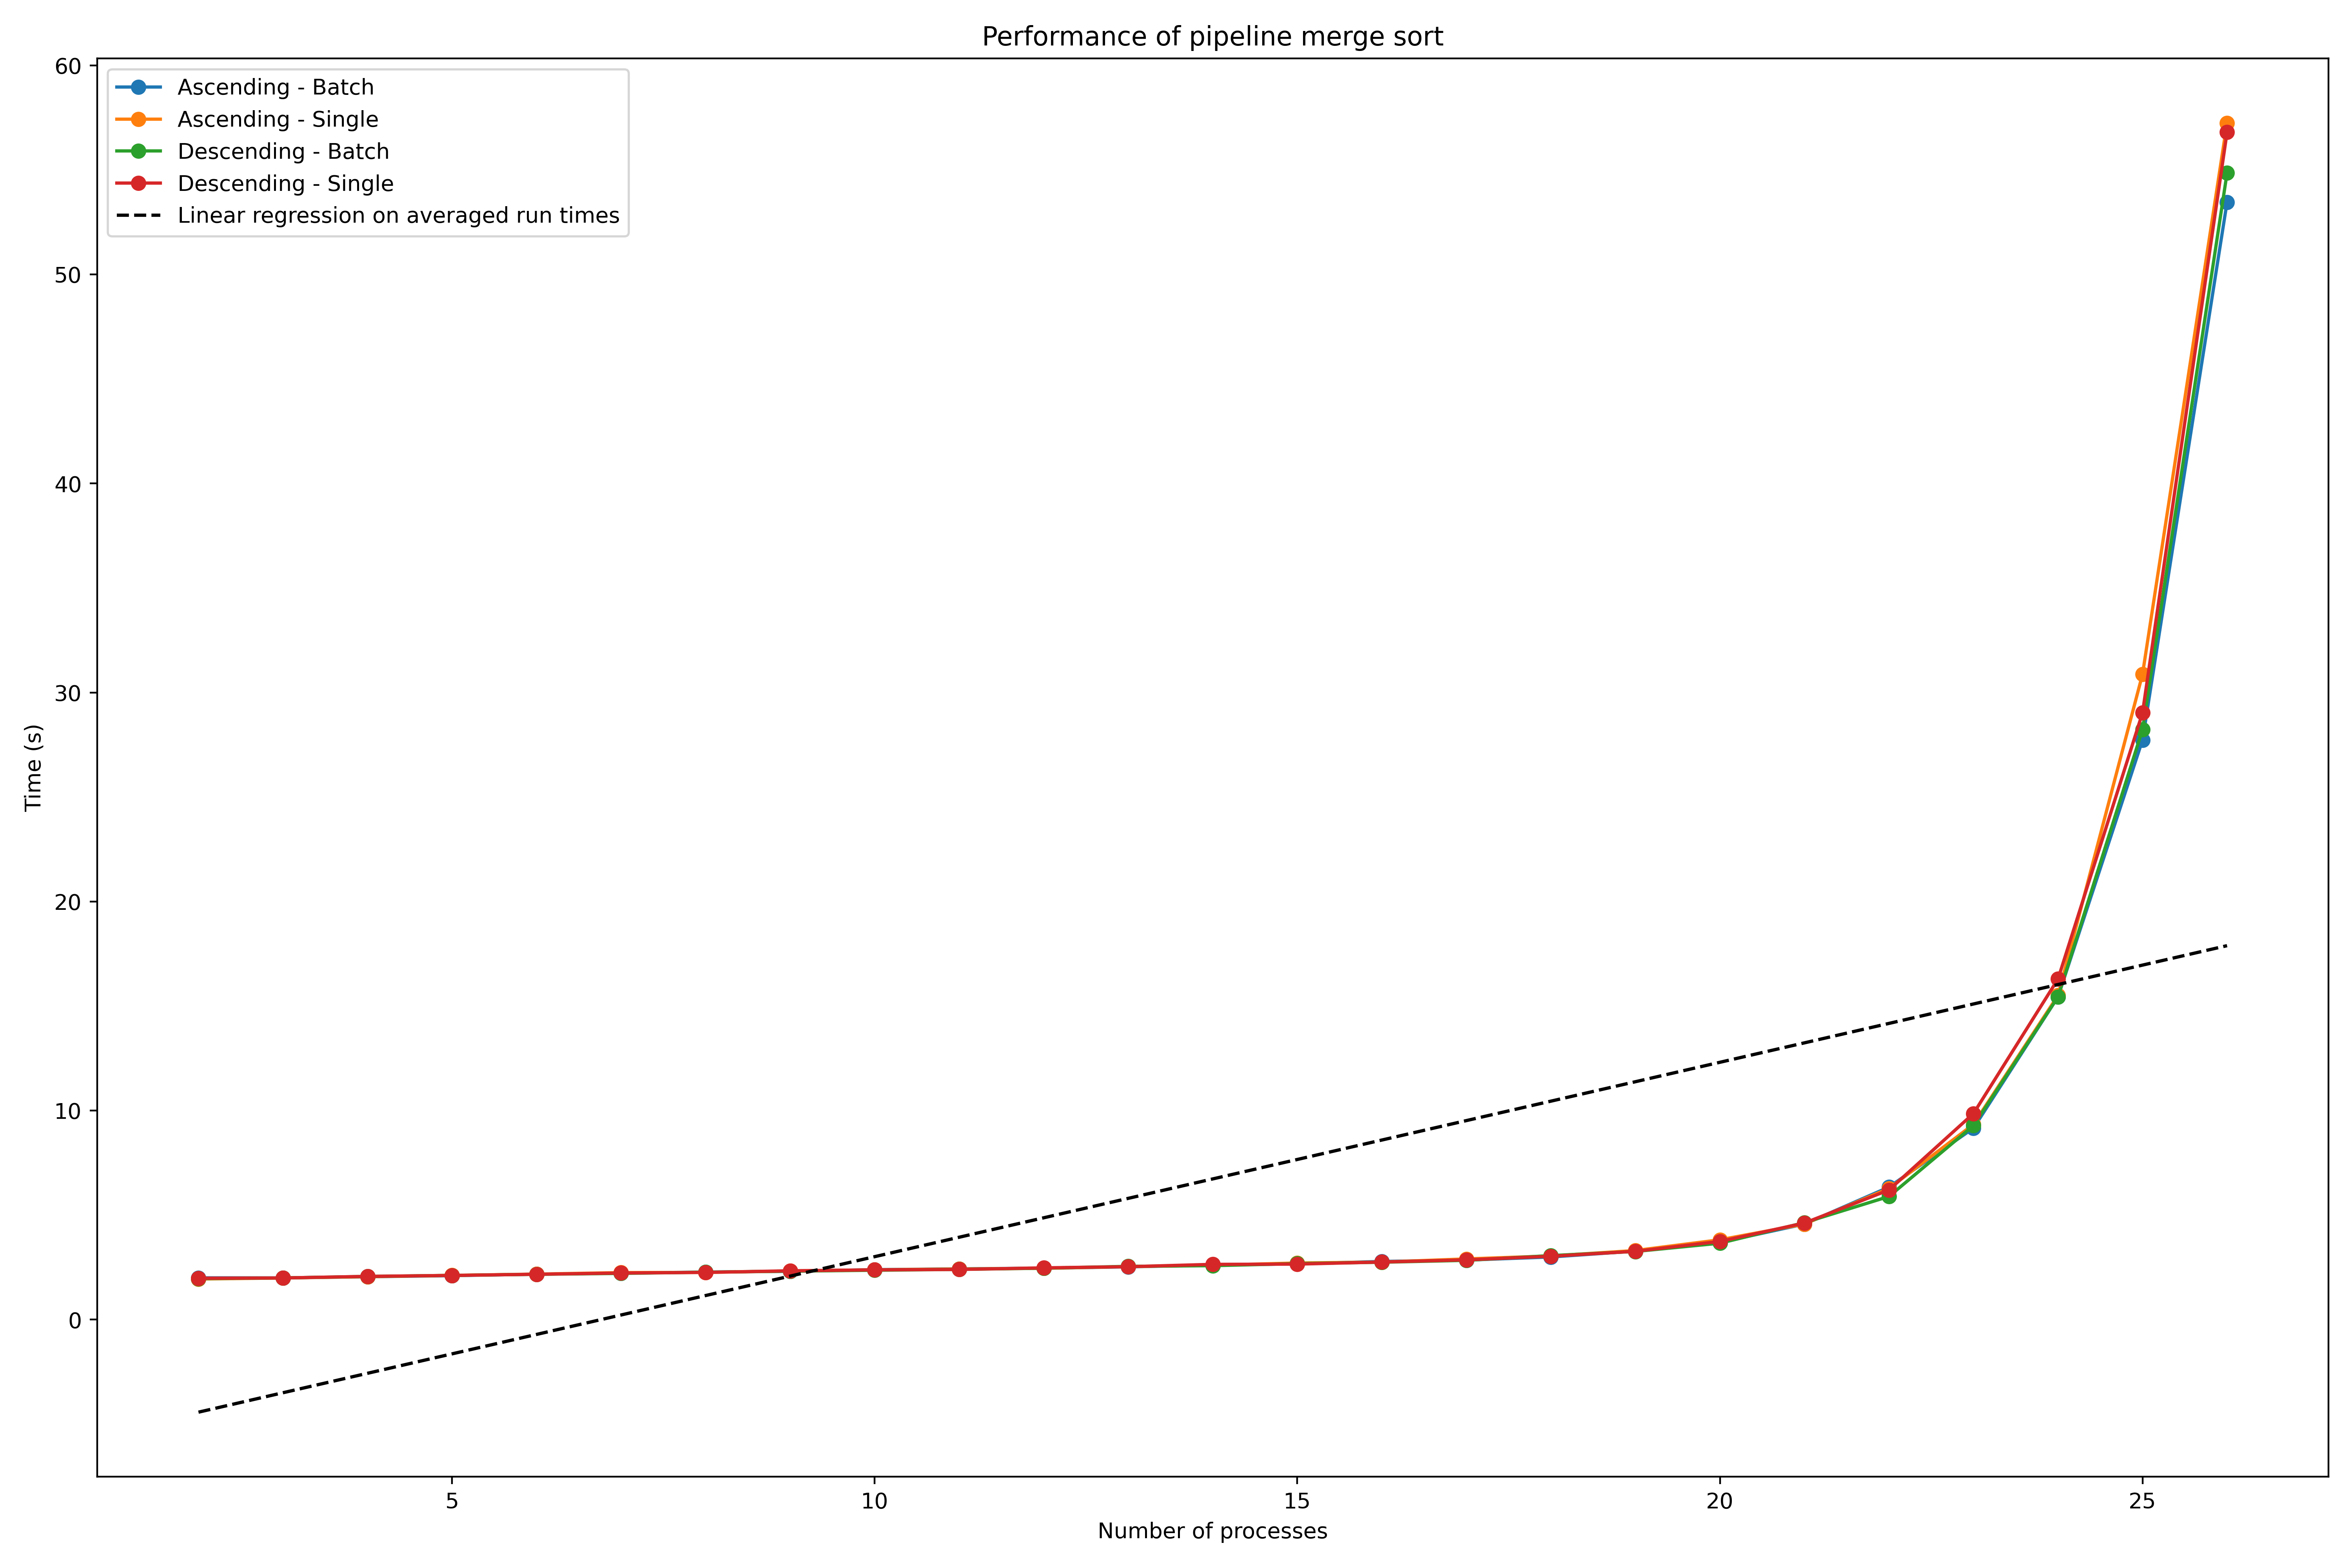 Performance of pipeline merge sort
Ascending - Batch
Ascending - Single
Descending - Batch
Descending - Single
Linear regression on averaged run times
60
50
40
30
20
10
0
Time (s)
5 10 15 20 25
Number of processes